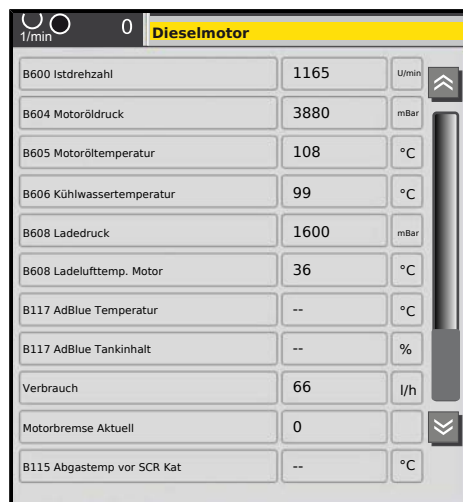 1/min 0 Dieselmotor
B600 Istdrehzahl 1165 U/min
B604 Motoröldruck 3880 mBar
B605 Motoröltemperatur 108 °C
B606 Kühlwassertemperatur 99 °C
B608 Ladedruck 1600 mBar
B608 Ladelufttemp. Motor 36 °C
B117 AdBlue Temperatur -- °C
B117 AdBlue Tankinhalt -- %
Verbrauch 66 l/h
Motorbremse Aktuell 0
B115 Abgastemp vor SCR Kat -- °C